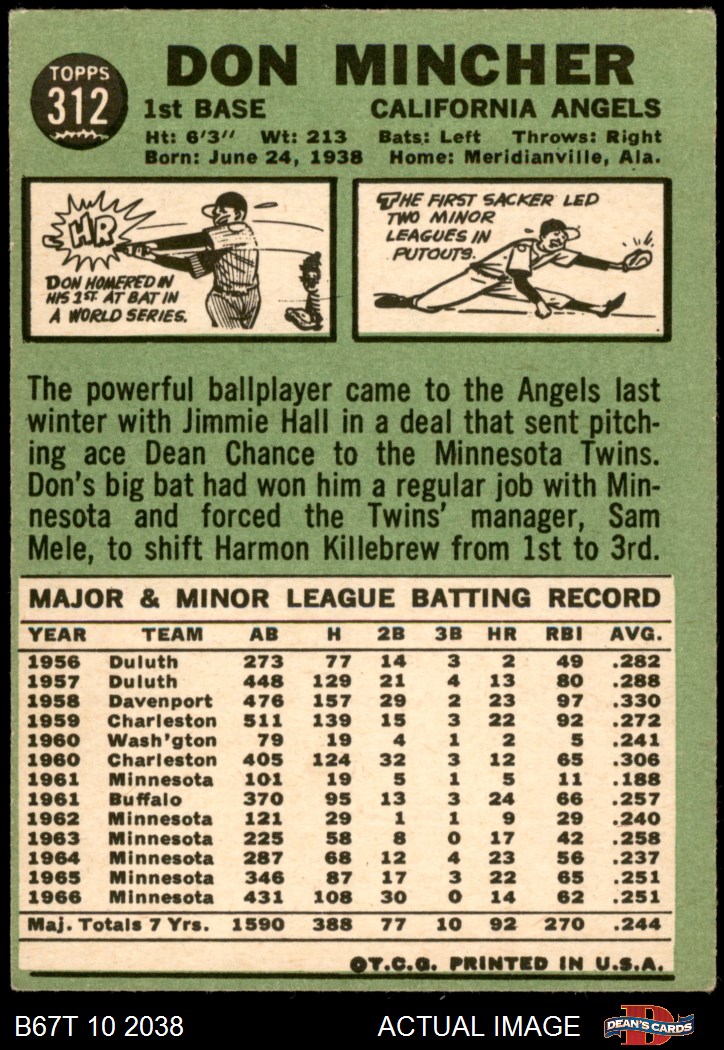 TOPPS
312
DON MINCHER
1st BASE CALIFORNIA ANGELS
Ht: 6'3" Wt: 213 Bats: Left Throws: Right
Born: June 24, 1938 Home: Meridianville, Ala.
HR
DON HOMERED IN
HIS 1ST. AT BAT IN
A WORLD SERIES.
THE FIRST SACKER LED
TWO MINOR
LEAGUES IN
PUTOUTS.
The powerful ballplayer came to the Angels last
winter with Jimmie Hall in a deal that sent pitch-
ing ace Dean Chance to the Minnesota Twins.
Don's big bat had won him a regular job with Min-
nesota and forced the Twins' manager, Sam
Mele, to shift Harmon Killebrew from 1st to 3rd.
MAJOR & MINOR LEAGUE BATTING RECORD
YEAR TEAM AB H 2B 3B HR RBI AVG.
1956 Duluth 273 77 14 3 2 49 .282
1957 Duluth 448 129 21 4 13 80 .288
1958 Davenport 476 157 29 2 23 97 .330
1959 Charleston 511 139 15 3 22 92 .272
1960 Wash'gton 79 19 4 1 2 5 .241
1960 Charleston 405 124 32 3 12 65 .306
1961 Minnesota 101 19 5 1 5 11 .188
1961 Buffalo 370 95 13 3 24 66 .257
1962 Minnesota 121 29 1 1 9 29 .240
1963 Minnesota 225 58 8 0 17 42 .258
1964 Minnesota 287 68 12 4 23 56 .237
1965 Minnesota 346 87 17 3 22 65 .251
1966 Minnesota 431 108 30 0 14 62 .251
Maj. Totals 7 Yrs. 1590 388 77 10 92 270 .244
©T.C.G. PRINTED IN U.S.A.
B67T 10 2038 ACTUAL IMAGE D DEAN'S CARDS